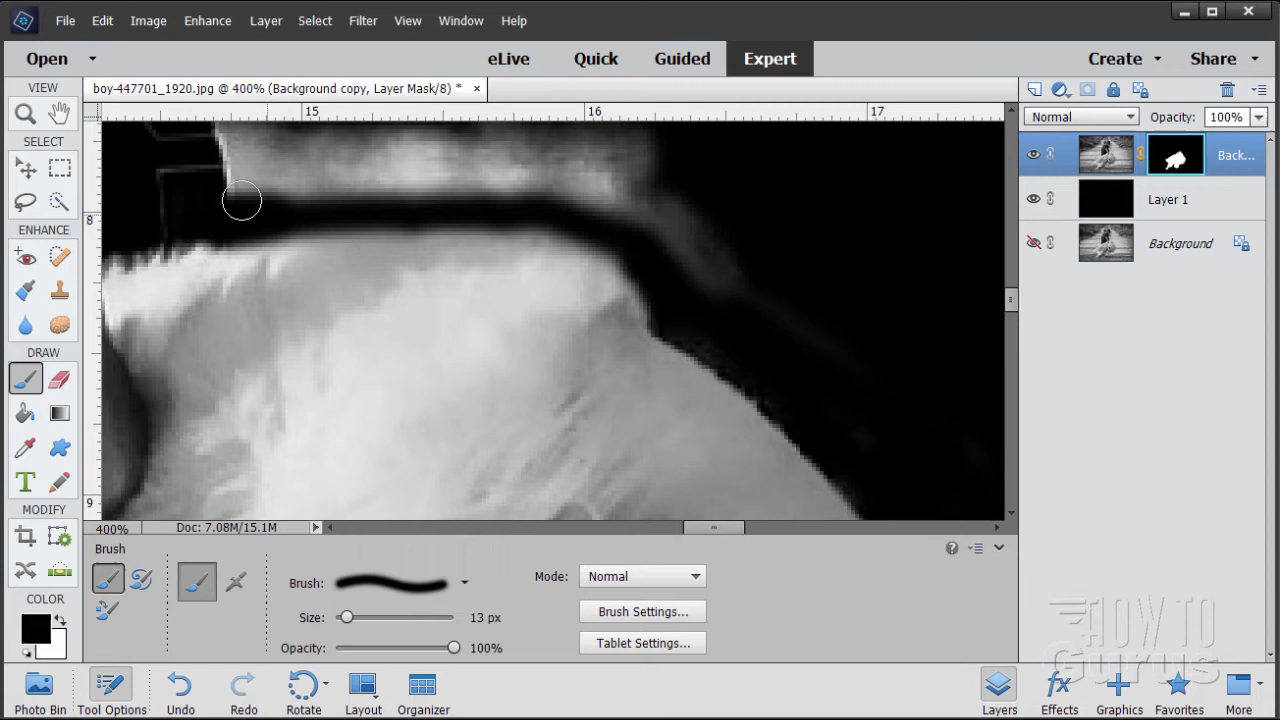 File Edit Image Enhance Layer Select Filter View Window Help
Open eLive Quick Guided Expert Create Share
VIEW
boy-447701_1920.jpg @ 400% (Background copy, Layer Mask/8) *
15 16 17
Normal Opacity: 100%
SELECT
Back...
Layer 1
8
ENHANCE
Background
DRAW
T
9
MODIFY
400% Doc: 7.08M/15.1M
Brush
Brush: Mode: Normal
COLOR
Size: 13 px Brush Settings...
Opacity: 100% Tablet Settings...
HOW TO
Gurus
Photo Bin Tool Options Undo Redo Rotate Layout Organizer Layers fx Effects Graphics Favorites More